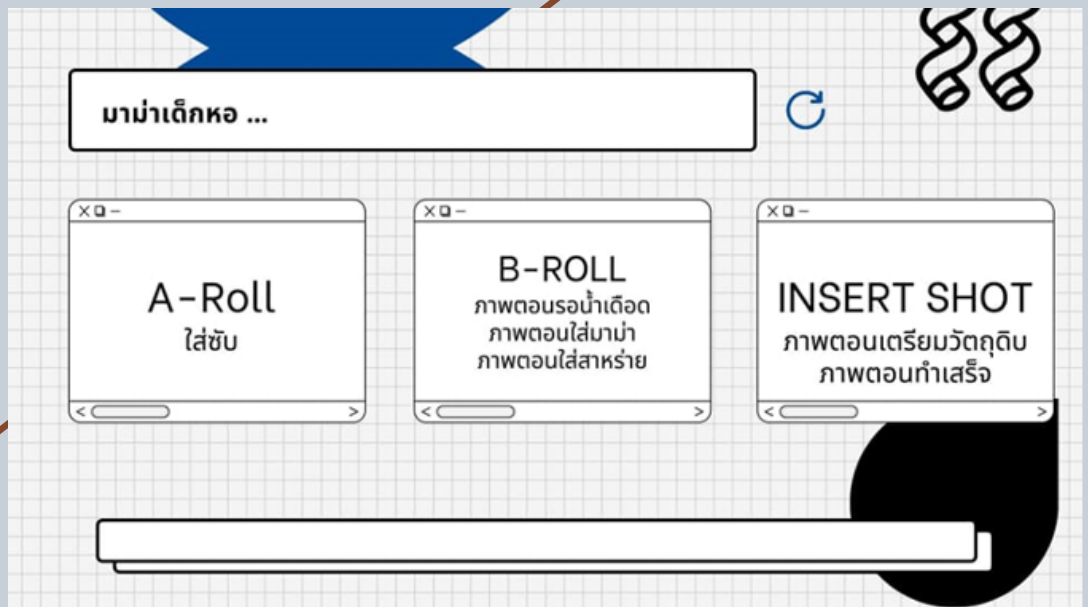 มาม่าเด็กหอ ...
A-Roll
ใส่ซับ
B-ROLL
ภาพตอนรอน้ำเดือด
ภาพตอนใส่มาม่า
ภาพตอนใส่สาหร่าย
INSERT SHOT
ภาพตอนเตรียมวัตถุดิบ
ภาพตอนทำเสร็จ